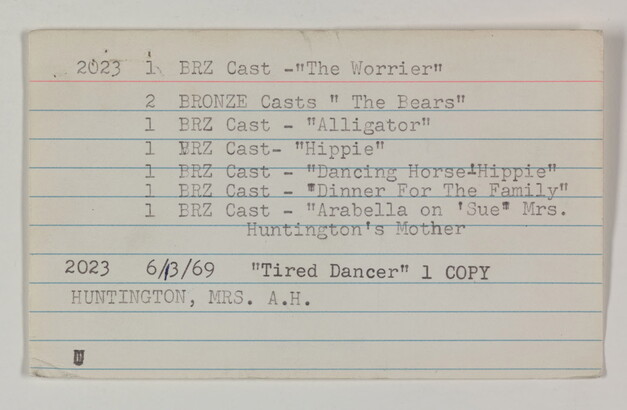 2023 1 BRZ Cast -"The Worrier"
2 BRONZE Casts " The Bears"
1 BRZ Cast - "Alligator"
1 BRZ Cast- "Hippie"
1 BRZ Cast - "Dancing Horse-Hippie"
1 BRZ Cast - "Dinner For The Family"
1 BRZ Cast - "Arabella on 'Sue" Mrs.
Huntington's Mother
2023 6/13/69 "Tired Dancer" 1 COPY
HUNTINGTON, MRS. A.H.